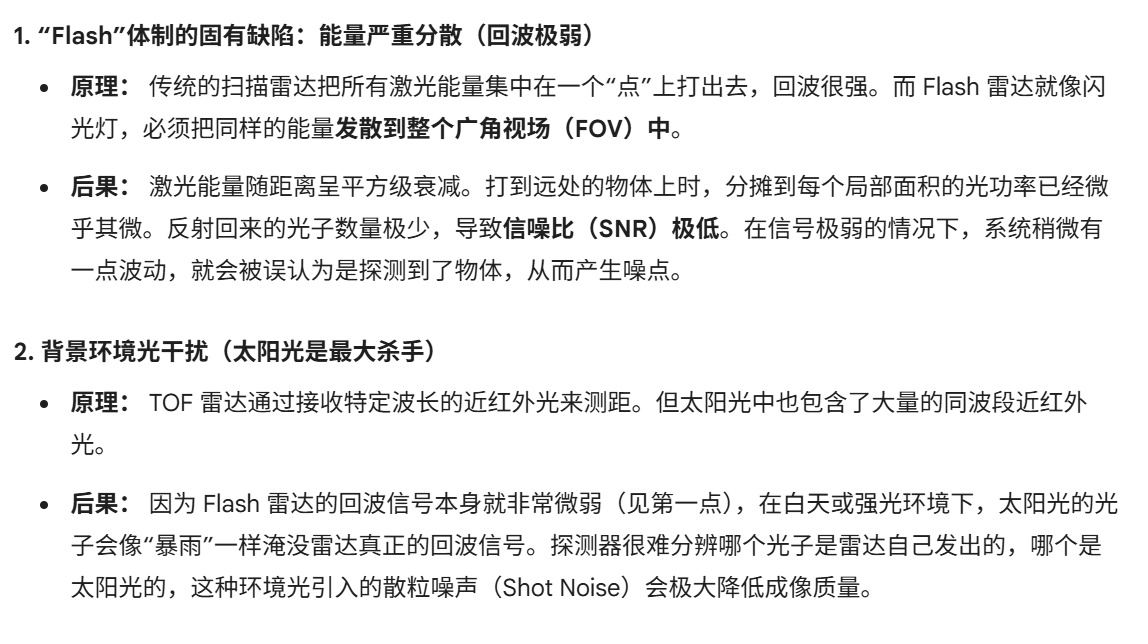 1. “Flash”体制的固有缺陷：能量严重分散（回波极弱）
• 原理： 传统的扫描雷达把所有激光能量集中在一个“点”上打出去，回波很强。而 Flash 雷达就像闪
光灯，必须把同样的能量发散到整个广角视场（FOV）中。
• 后果： 激光能量随距离呈平方级衰减。打到远处的物体上时，分摊到每个局部面积的光功率已经微
乎其微。反射回来的光子数量极少，导致信噪比（SNR）极低。在信号极弱的情况下，系统稍微有
一点波动，就会被误认为是探测到了物体，从而产生噪点。
2. 背景环境光干扰（太阳光是最大杀手）
• 原理： TOF 雷达通过接收特定波长的近红外光来测距。但太阳光中也包含了大量的同波段近红外
光。
• 后果： 因为 Flash 雷达的回波信号本身就非常微弱（见第一点），在白天或强光环境下，太阳光的光
子会像“暴雨”一样淹没雷达真正的回波信号。探测器很难分辨哪个光子是雷达自己发出的，哪个是
太阳光的，这种环境光引入的散粒噪声（Shot Noise）会极大降低成像质量。